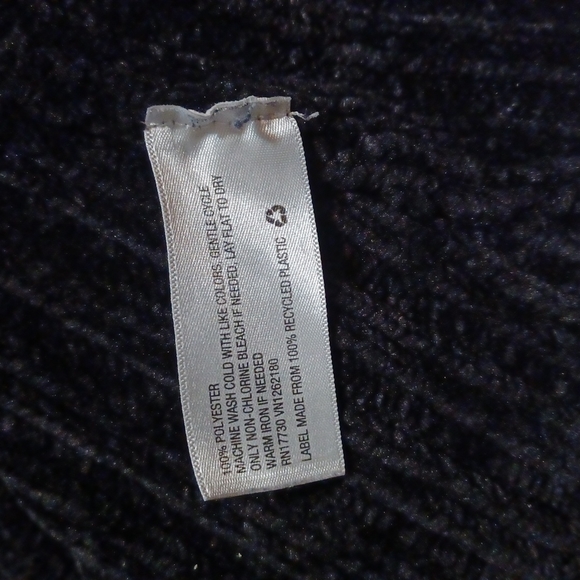 100% POLYESTER
MACHINE WASH COLD WITH LIKE COLORS, GENTLE CYCLE
ONLY NON-CHLORINE BLEACH IF NEEDED. LAY FLAT TO DRY
WARM IRON IF NEEDED
RN17730 VN1262180
LABEL MADE FROM 100% RECYCLED PLASTIC